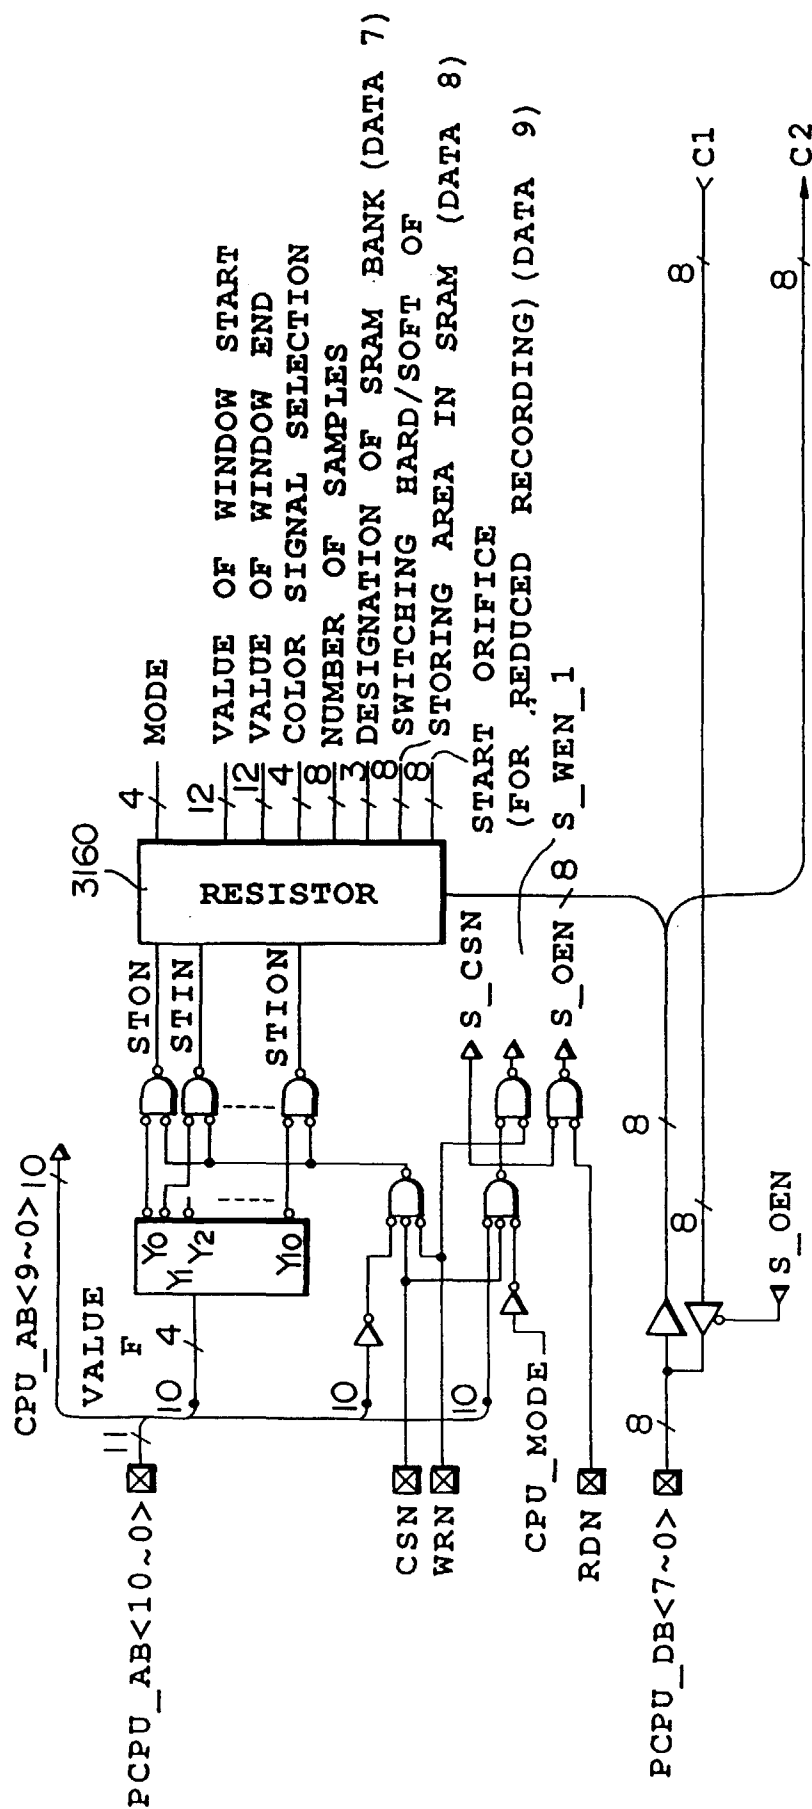 PCPU_AB<10~0>
11
CPU_AB<9~0>
10
VALUE
F
4
10
Y0
Y1
Y2
Y10
STON
STIN
STION
3160
RESISTOR
4
MODE
12
VALUE OF WINDOW START
12
VALUE OF WINDOW END
4
COLOR SIGNAL SELECTION
8
NUMBER OF SAMPLES
3
DESIGNATION OF SRAM BANK (DATA 7)
8
SWITCHING HARD/SOFT OF
STORING AREA IN SRAM (DATA 8)
8
START ORIFICE
(FOR REDUCED RECORDING) (DATA 9)
10
CSN
WRN
10
CPU_MODE
RDN
S_CSN
S_WEN_1
S_OEN
8
PCPU_DB<7~0>
8
8
8
S_OEN
8
<C1
8
C2